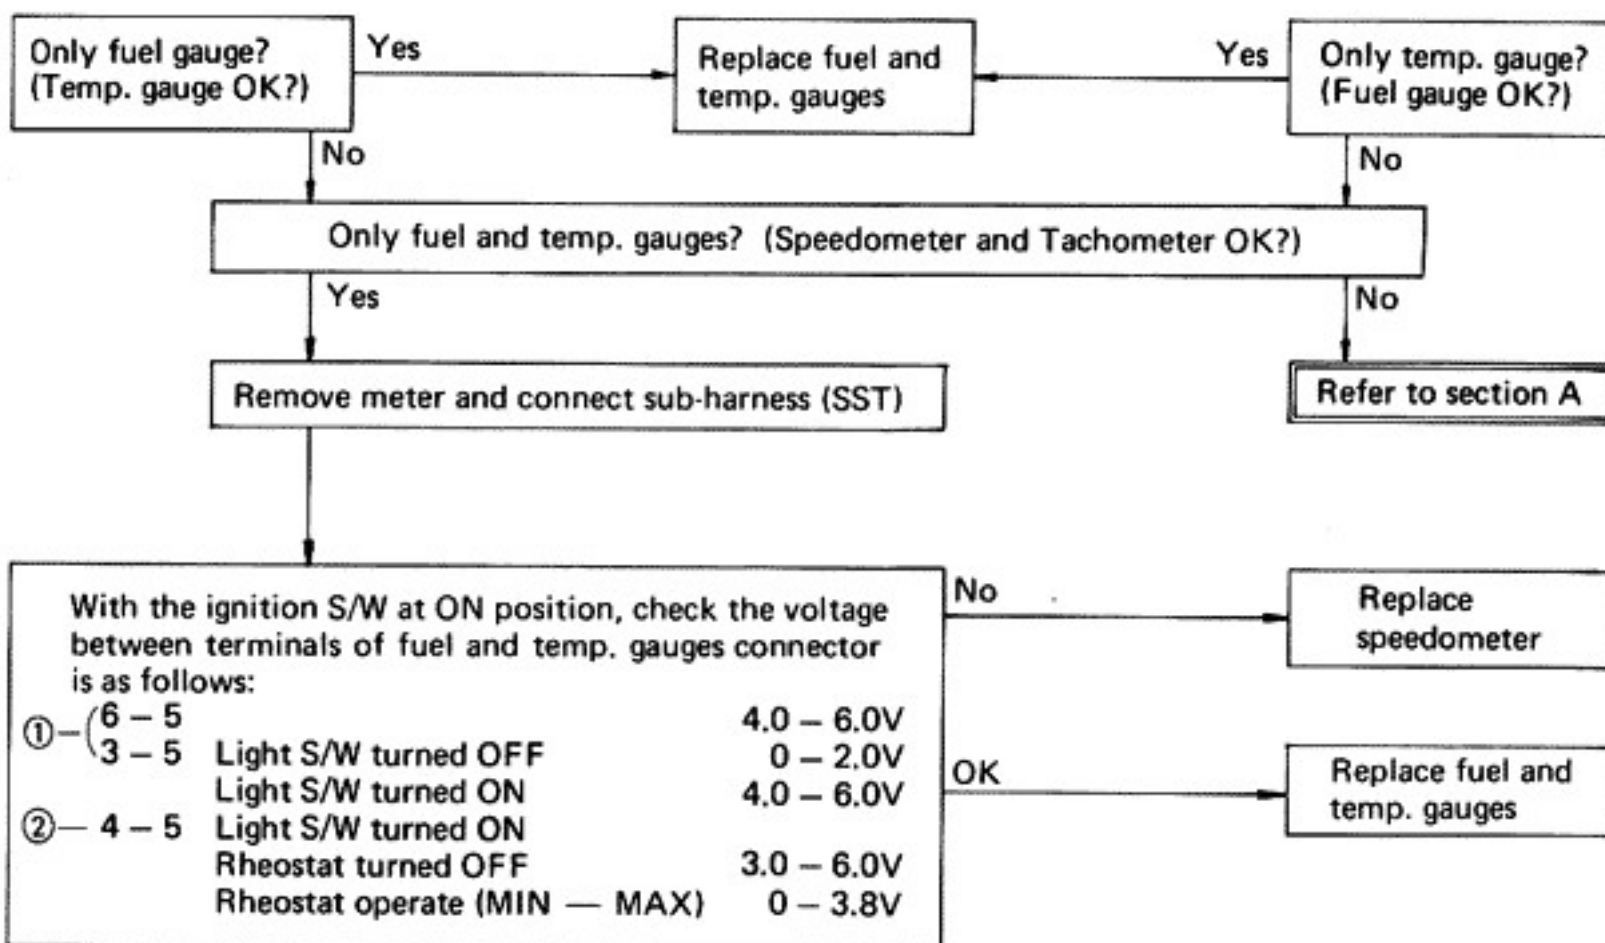 Only fuel gauge?
(Temp. gauge OK?)
Yes
Replace fuel and
temp. gauges
Yes
Only temp. gauge?
(Fuel gauge OK?)
No
No
Only fuel and temp. gauges? (Speedometer and Tachometer OK?)
Yes
No
Remove meter and connect sub-harness (SST)
Refer to section A
With the ignition S/W at ON position, check the voltage
between terminals of fuel and temp. gauges connector
is as follows:
①—(6 – 5 4.0 – 6.0V
3 – 5 Light S/W turned OFF 0 – 2.0V
Light S/W turned ON 4.0 – 6.0V
②— 4 – 5 Light S/W turned ON
Rheostat turned OFF 3.0 – 6.0V
Rheostat operate (MIN — MAX) 0 – 3.8V
No
Replace
speedometer
OK
Replace fuel and
temp. gauges